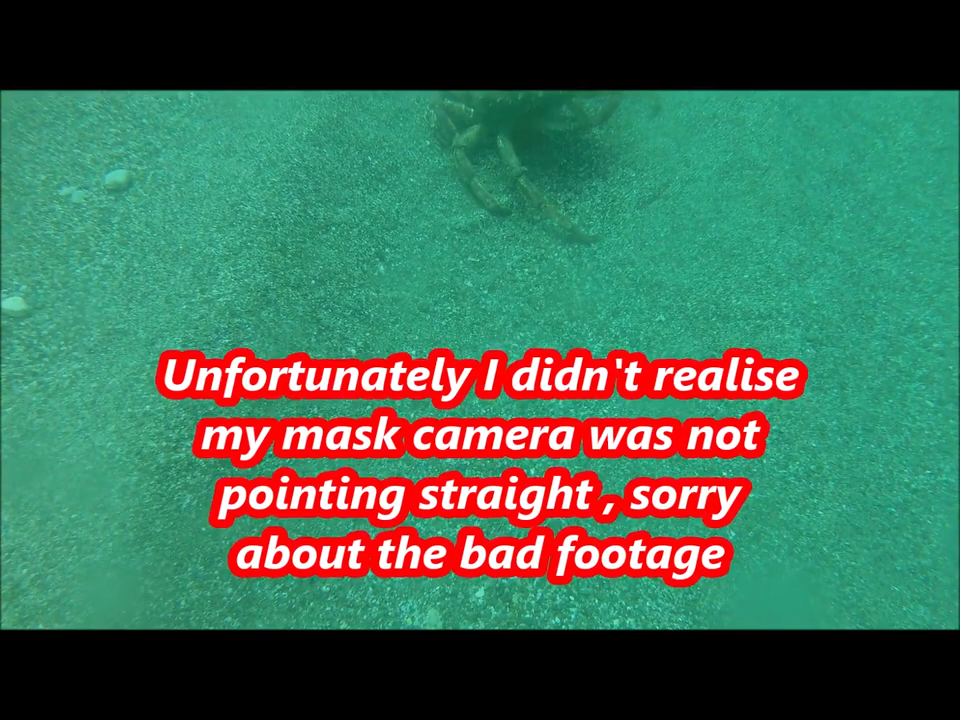 Unfortunately I didn't realise
my mask camera was not
pointing straight , sorry
about the bad footage